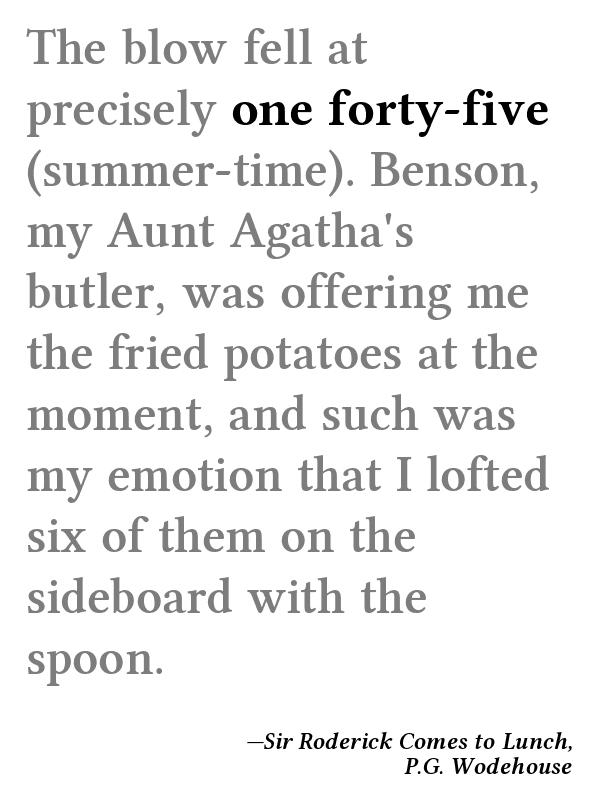 The blow fell at
precisely one forty-five
(summer-time). Benson,
my Aunt Agatha's
butler, was offering me
the fried potatoes at the
moment, and such was
my emotion that I lofted
six of them on the
sideboard with the
spoon.
—Sir Roderick Comes to Lunch,
P.G. Wodehouse